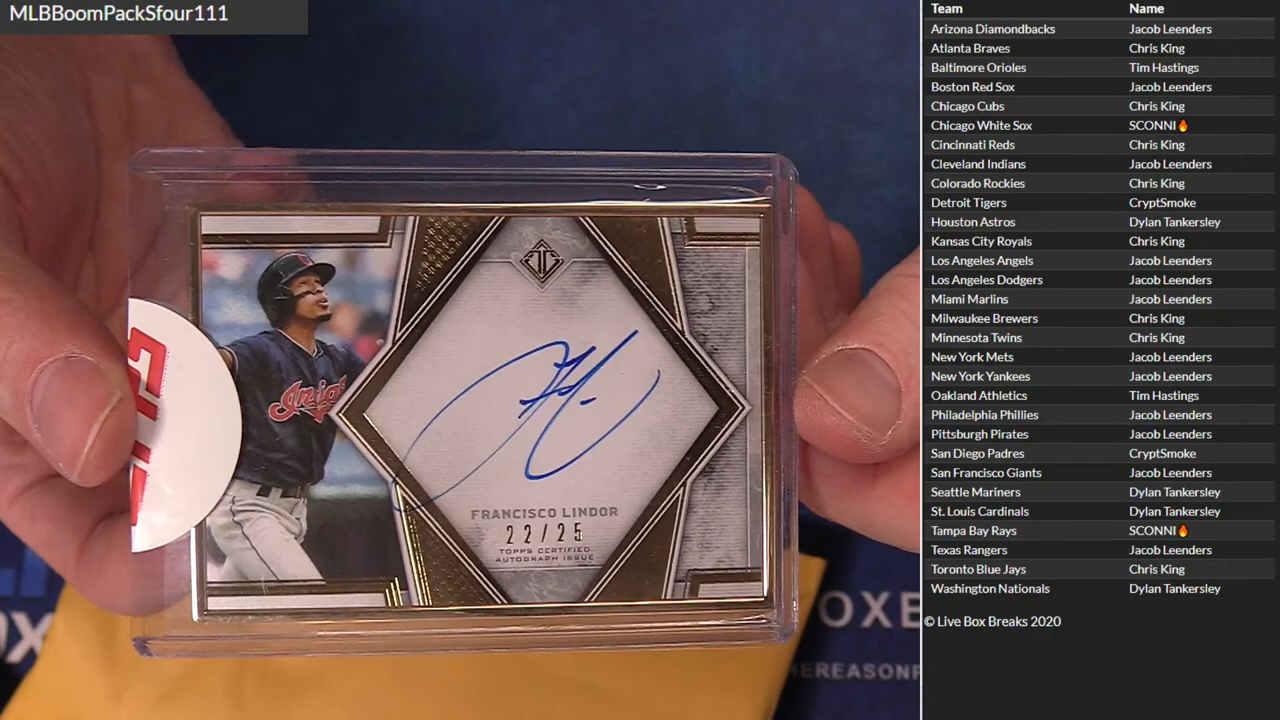 MLBBoomPackSfour111
Indians
FRANCISCO LINDOR
22/25
TOPPS CERTIFIED
AUTOGRAPH ISSUE
OXB
HEREASONF
Team Name
Arizona Diamondbacks Jacob Leenders
Atlanta Braves Chris King
Baltimore Orioles Tim Hastings
Boston Red Sox Jacob Leenders
Chicago Cubs Chris King
Chicago White Sox SCONNI🔥
Cincinnati Reds Chris King
Cleveland Indians Jacob Leenders
Colorado Rockies Chris King
Detroit Tigers CryptSmoke
Houston Astros Dylan Tankersley
Kansas City Royals Chris King
Los Angeles Angels Jacob Leenders
Los Angeles Dodgers Jacob Leenders
Miami Marlins Jacob Leenders
Milwaukee Brewers Chris King
Minnesota Twins Chris King
New York Mets Jacob Leenders
New York Yankees Jacob Leenders
Oakland Athletics Tim Hastings
Philadelphia Phillies Jacob Leenders
Pittsburgh Pirates Jacob Leenders
San Diego Padres CryptSmoke
San Francisco Giants Jacob Leenders
Seattle Mariners Dylan Tankersley
St. Louis Cardinals Dylan Tankersley
Tampa Bay Rays SCONNI🔥
Texas Rangers Jacob Leenders
Toronto Blue Jays Chris King
Washington Nationals Dylan Tankersley
© Live Box Breaks 2020